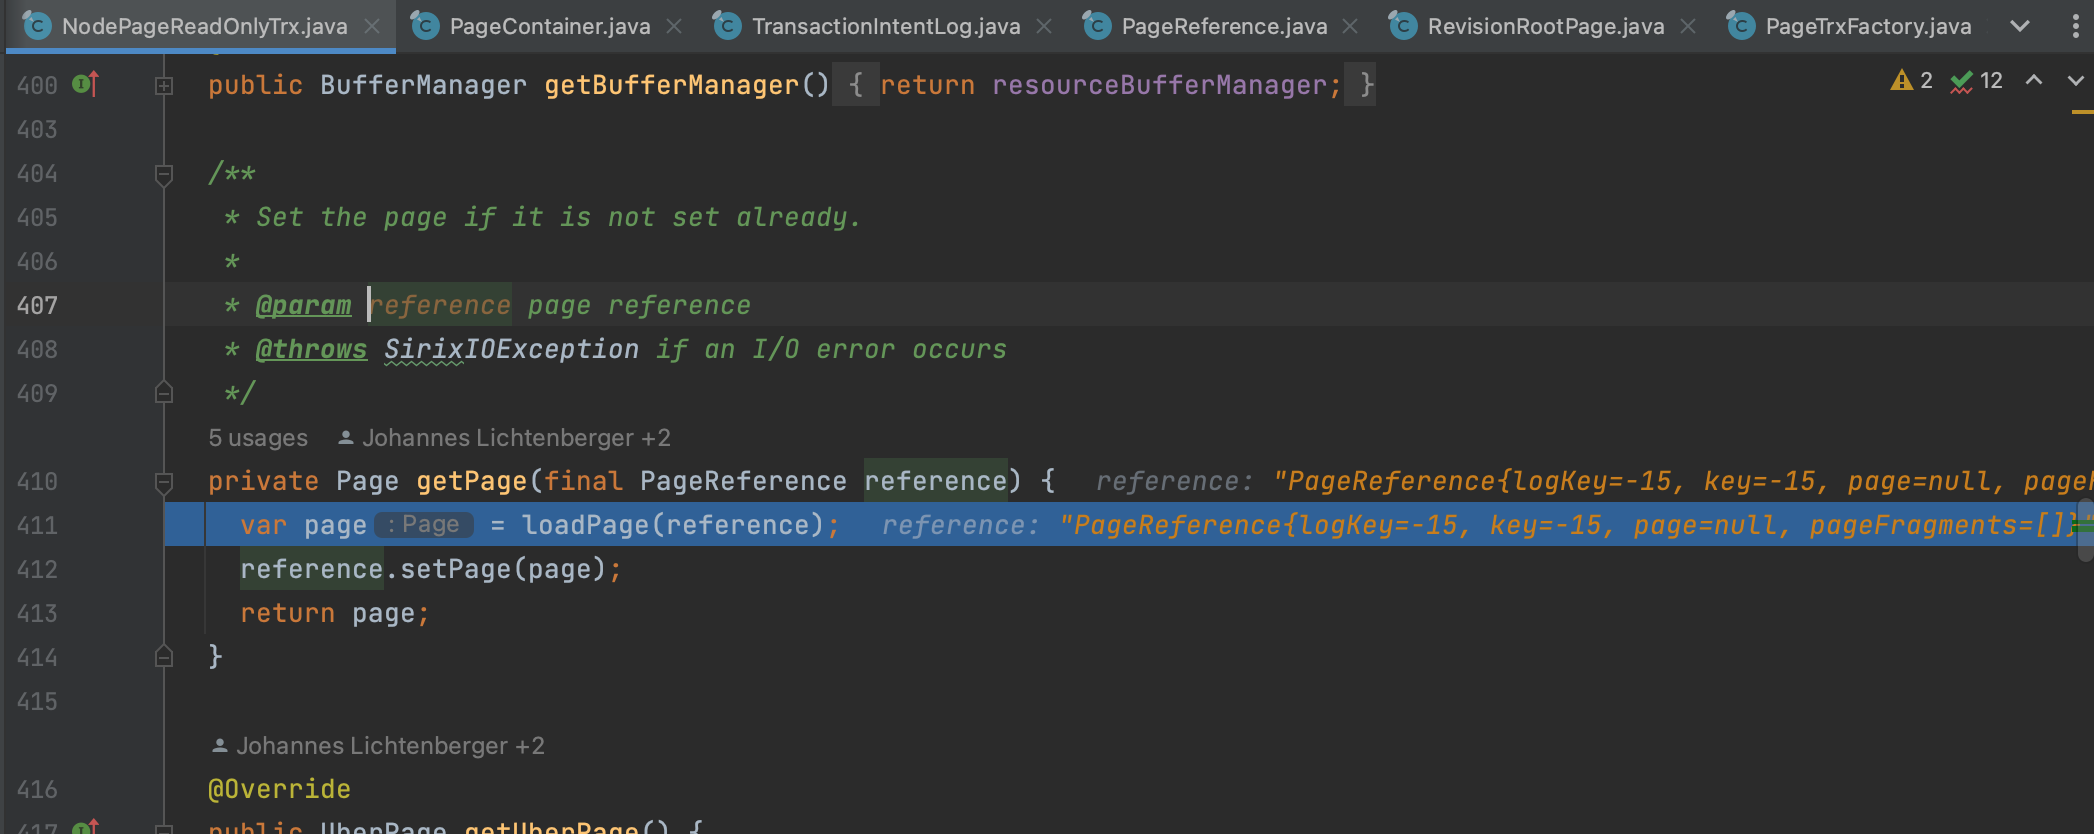 NodePageReadOnlyTrx.java PageContainer.java TransactionIntentLog.java PageReference.java RevisionRootPage.java PageTrxFactory.java
400 public BufferManager getBufferManager() { return resourceBufferManager; } 2 12
403
404 /**
405 * Set the page if it is not set already.
406 *
407 * @param reference page reference
408 * @throws SirixIOException if an I/O error occurs
409 */
5 usages Johannes Lichtenberger +2
410 private Page getPage(final PageReference reference) { reference: "PageReference{logKey=-15, key=-15, page=null, page
411 var page : Page = loadPage(reference); reference: "PageReference{logKey=-15, key=-15, page=null, pageFragments=[]}"
412 reference.setPage(page);
413 return page;
414 }
415
Johannes Lichtenberger +2
416 @Override
417 public UberPage getUberPage() {